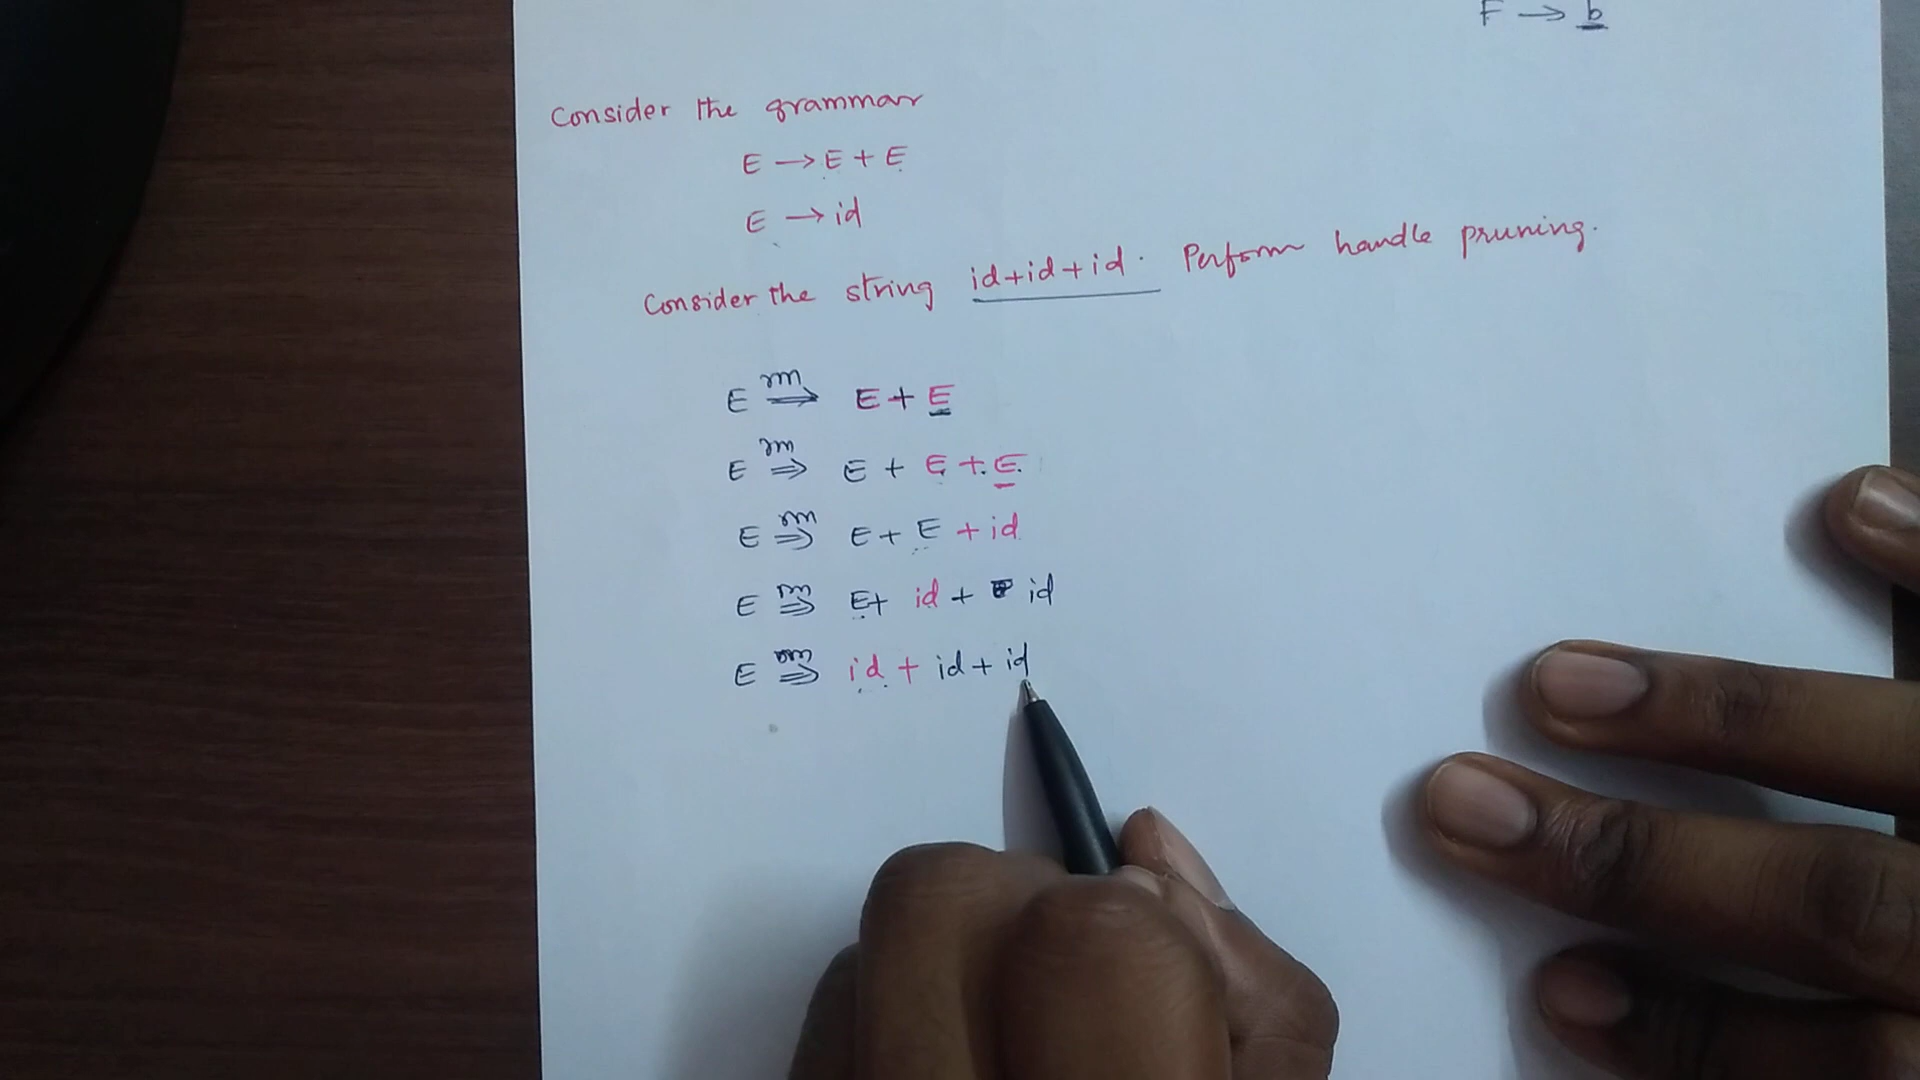 F → b
Consider the grammar
E → E + E
E → id
Consider the string id+id+id. Perform handle pruning.
E rm⇒ E + E
E rm⇒ E + E + E
E rm⇒ E + E + id
E rm⇒ E + id + id
E rm⇒ id + id + id